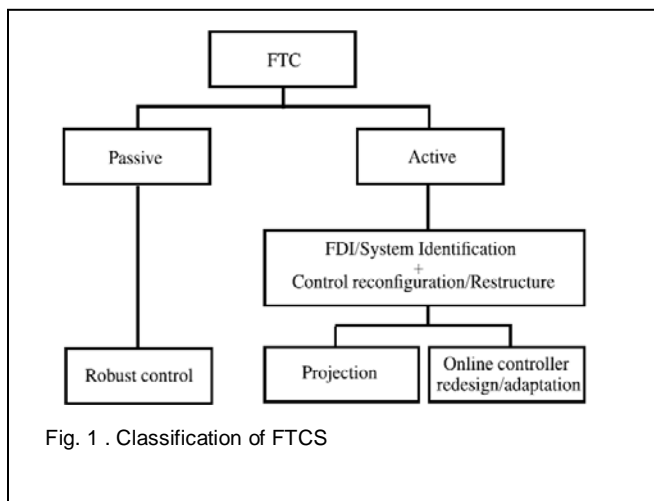 FTC
Passive
Active
FDI/System Identification
+
Control reconfiguration/Restructure
Robust control
Projection
Online controller
redesign/adaptation
Fig. 1 . Classification of FTCS